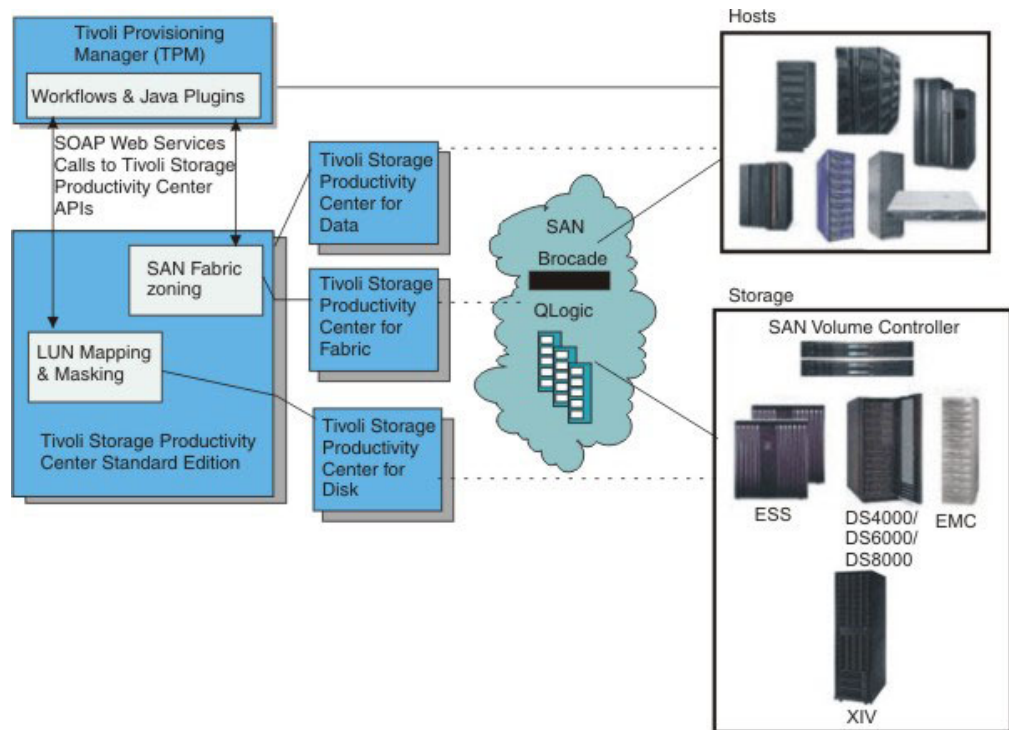 Tivoli Provisioning
Manager (TPM)
Workflows & Java Plugins
SOAP Web Services
Calls to Tivoli Storage
Productivity Center
APIs
SAN Fabric
zoning
LUN Mapping
& Masking
Tivoli Storage Productivity
Center Standard Edition
Tivoli Storage
Productivity
Center for
Data
Tivoli Storage
Productivity
Center for
Fabric
Tivoli Storage
Productivity
Center for
Disk
SAN
Brocade
QLogic
Hosts
Storage
SAN Volume Controller
ESS
DS4000/
DS6000/
DS8000
EMC
XIV